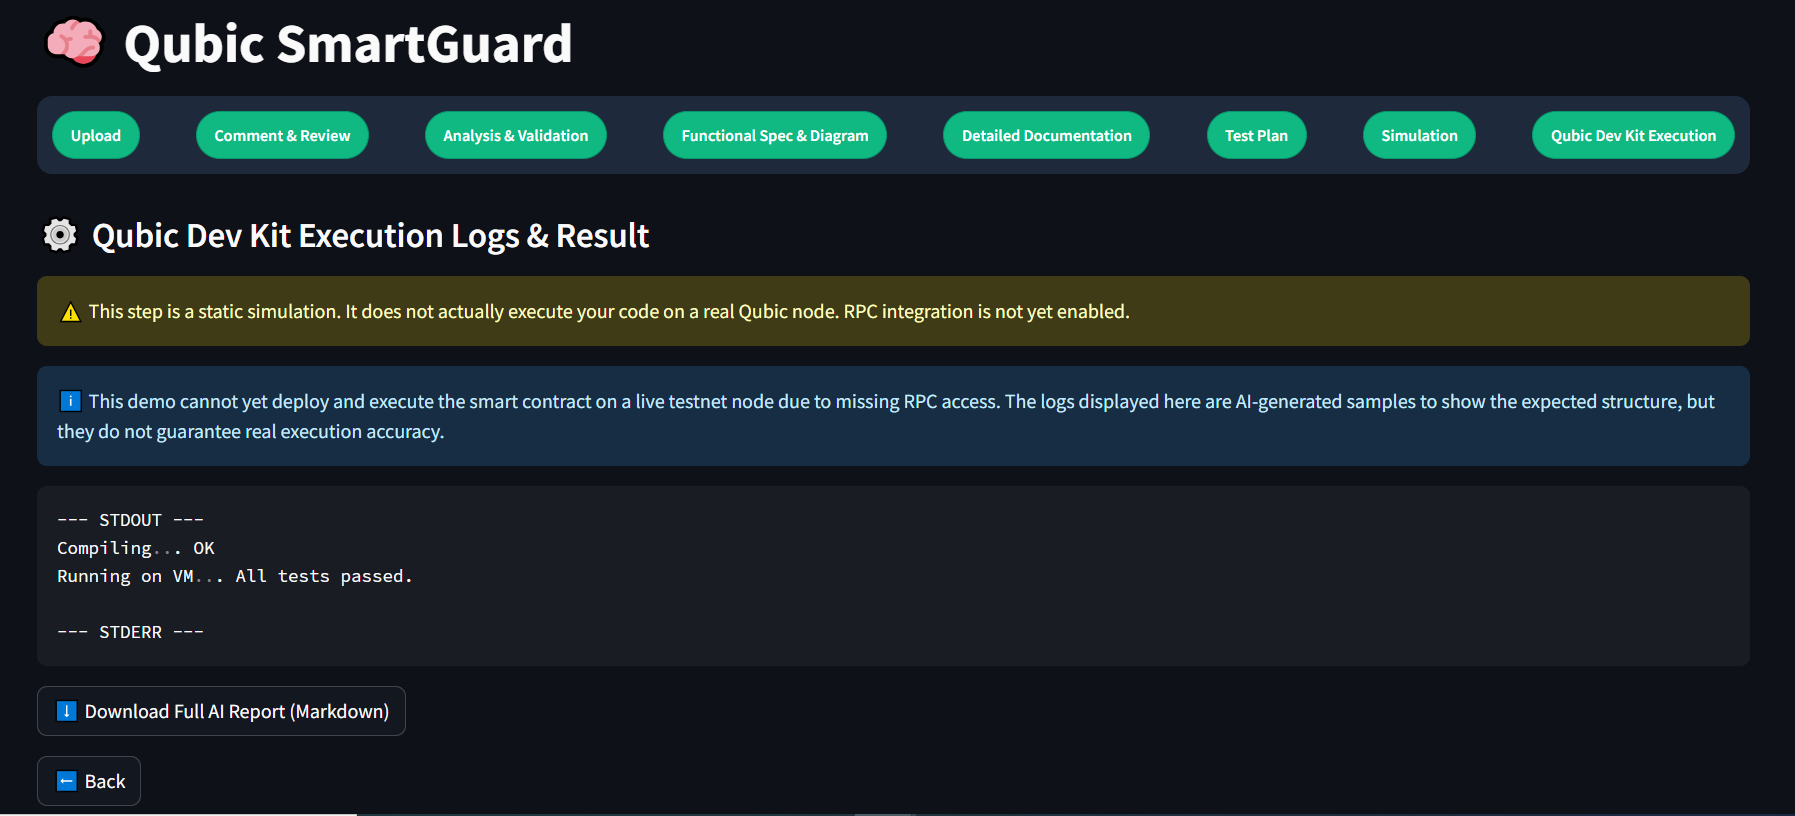 Qubic SmartGuard
Upload
Comment & Review
Analysis & Validation
Functional Spec & Diagram
Detailed Documentation
Test Plan
Simulation
Qubic Dev Kit Execution
Qubic Dev Kit Execution Logs & Result
This step is a static simulation. It does not actually execute your code on a real Qubic node. RPC integration is not yet enabled.
This demo cannot yet deploy and execute the smart contract on a live testnet node due to missing RPC access. The logs displayed here are AI-generated samples to show the expected structure, but
they do not guarantee real execution accuracy.
--- STDOUT ---
Compiling... OK
Running on VM... All tests passed.
--- STDERR ---
Download Full AI Report (Markdown)
Back